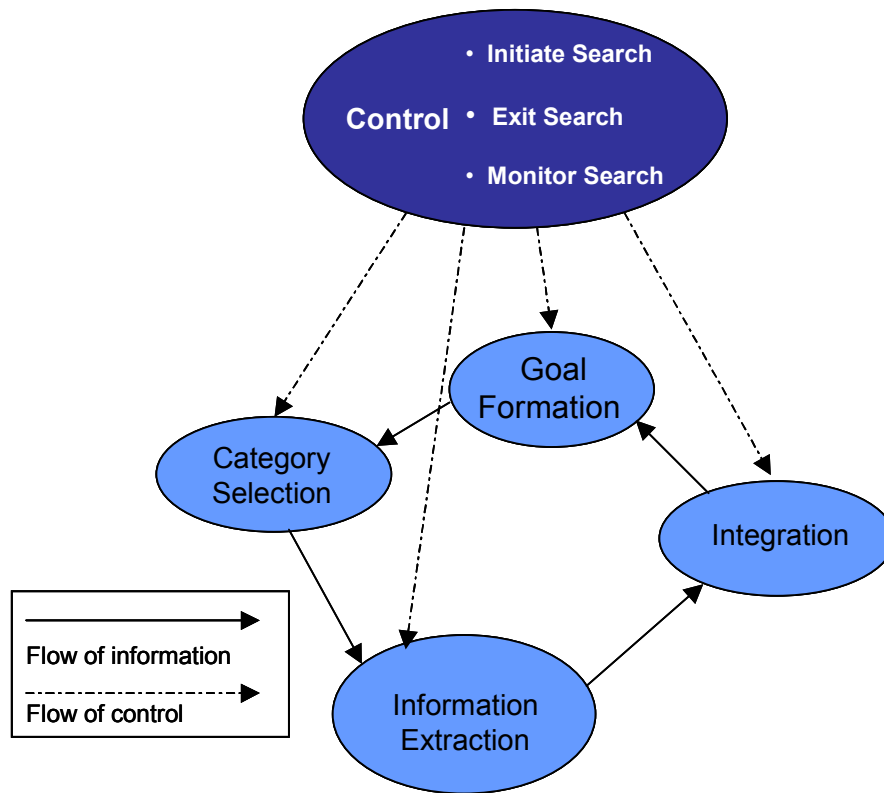 • Initiate Search
Control • Exit Search
• Monitor Search
Goal
Formation
Category
Selection
Integration
Information
Extraction
Flow of information
Flow of control